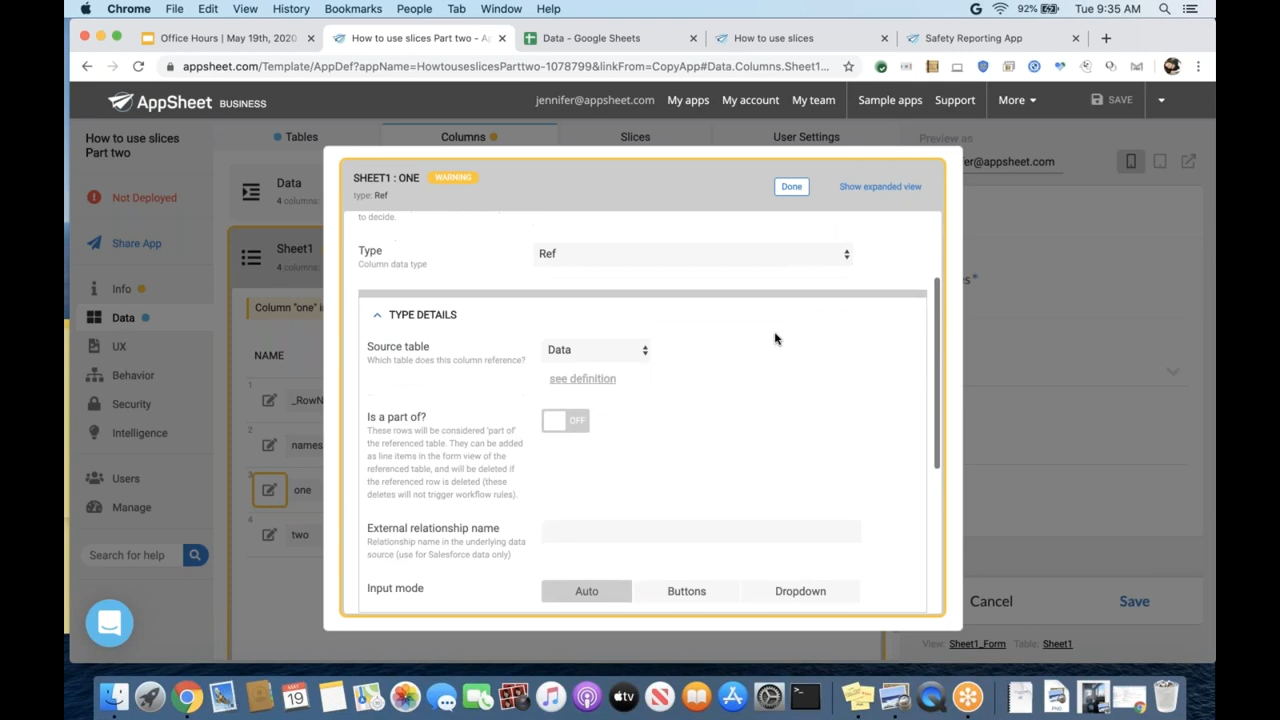 Chrome File Edit View History Bookmarks People Tab Window Help
92% Tue 9:35 AM
Office Hours | May 19th, 2020
How to use slices Part two - A
Data - Google Sheets
How to use slices
Safety Reporting App
appsheet.com/Template/AppDef?appName=HowtouseslicesParttwo-1078799&linkFrom=CopyApp#Data.Columns.Sheet1...
AppSheet BUSINESS
jennifer@appsheet.com My apps My account My team Sample apps Support More SAVE
How to use slices
Part two
Not Deployed
Share App
Info
Data
UX
Behavior
Security
Intelligence
Users
Manage
Search for help
Tables Columns Slices User Settings
Data
4 columns:
Sheet1
4 columns:
Column "one" i
NAME
1
_RowN
2
names
3
one
4
two
SHEET1 : ONE WARNING
type: Ref
Done
Show expanded view
to decide.
Type
Column data type
Ref
TYPE DETAILS
Source table
Which table does this column reference?
Data
see definition
Is a part of?
OFF
These rows will be considered 'part of'
the referenced table. They can be added
as line items in the form view of the
referenced table, and will be deleted if
the referenced row is deleted (these
deletes will not trigger workflow rules).
External relationship name
Relationship name in the underlying data
source (use for Salesforce data only)
Input mode
Auto Buttons Dropdown
Preview as
er@appsheet.com
es*
Cancel Save
View: Sheet1_Form Table: Sheet1
MAY
19
tv